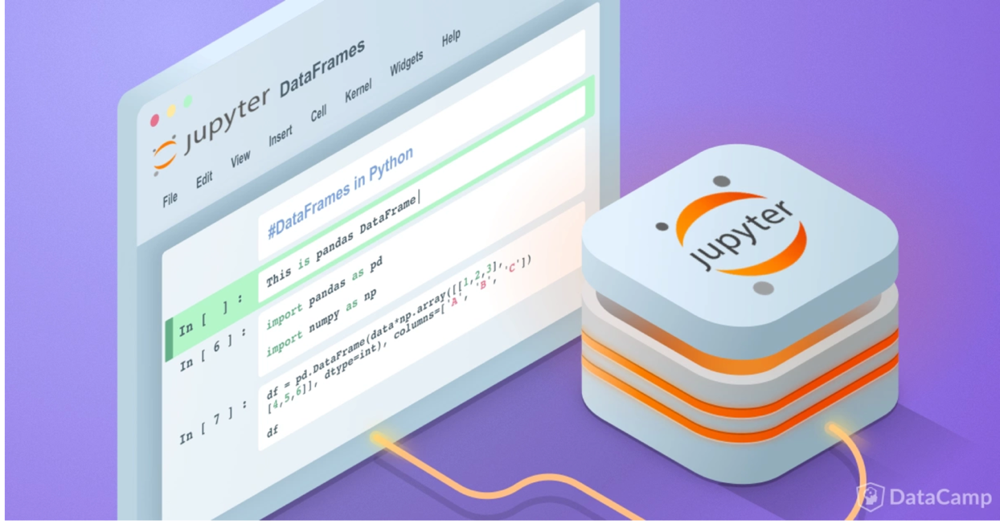 jupyter DataFrames
File Edit View Insert Cell Kernel Widgets Help
#DataFrames in Python
In [ ] : This is pandas DataFrame|
In [ 6 ] : import pandas as pd
import numpy as np
In [ 7 ] : df = pd.DataFrame(data*np.array([[1,2,3],
[4,5,6]], dtype=int), columns=['A', 'B', 'C'])
df
jupyter
DataCamp